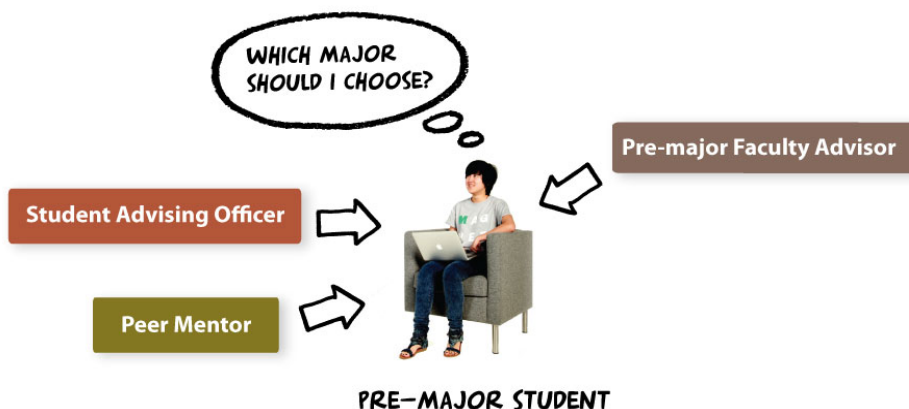 WHICH MAJOR
SHOULD I CHOOSE?
Pre-major Faculty Advisor
Student Advising Officer
Peer Mentor
PRE-MAJOR STUDENT